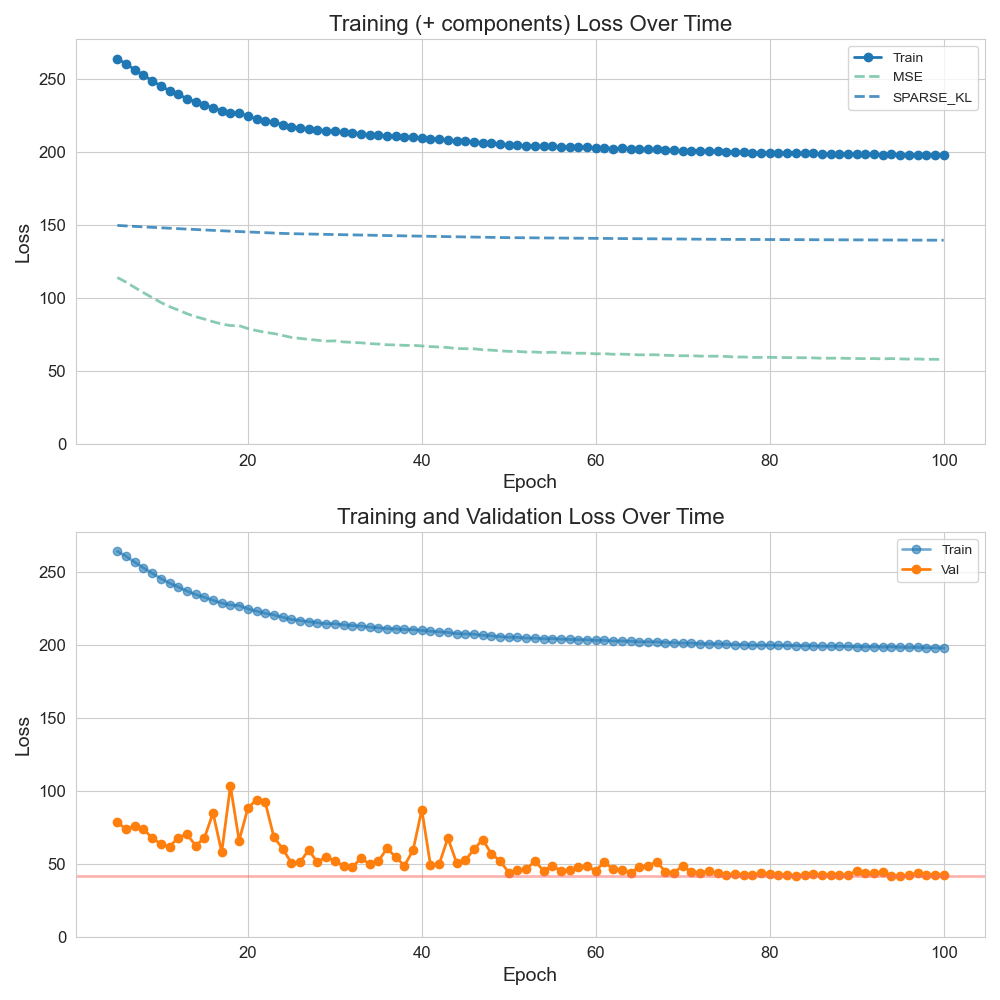 Training (+ components) Loss Over Time
Train
MSE
SPARSE_KL
Loss
250
200
150
100
50
0
20 40 60 80 100
Epoch
Training and Validation Loss Over Time
Train
Val
Loss
250
200
150
100
50
0
20 40 60 80 100
Epoch